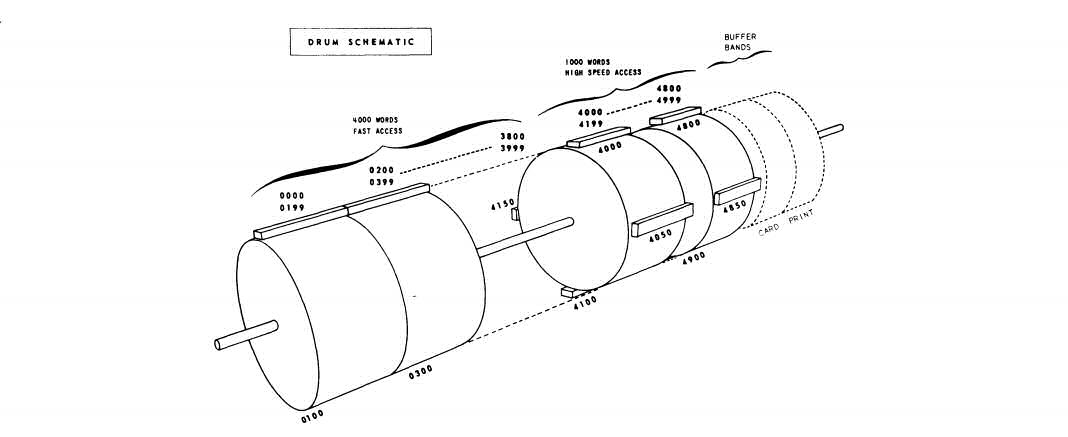 DRUM SCHEMATIC
BUFFER
BANDS
1000 WORDS
HIGH SPEED ACCESS
4800
4999
4000
4199
4800
4000
4000 WORDS
FAST ACCESS
3800
3999
0200
0399
0000
0199
4150
4850
4050
CARD PRINT
4900
4100
0300
0100